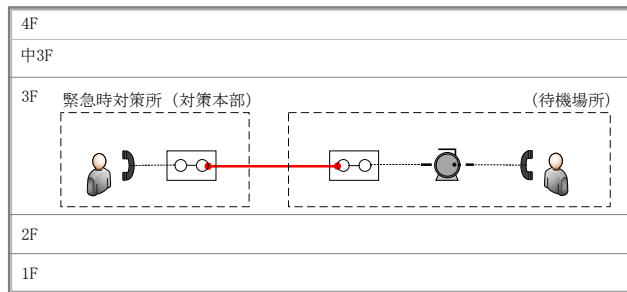 4F
中3F
3F
緊急時対策所（対策本部）
（待機場所）
2F
1F